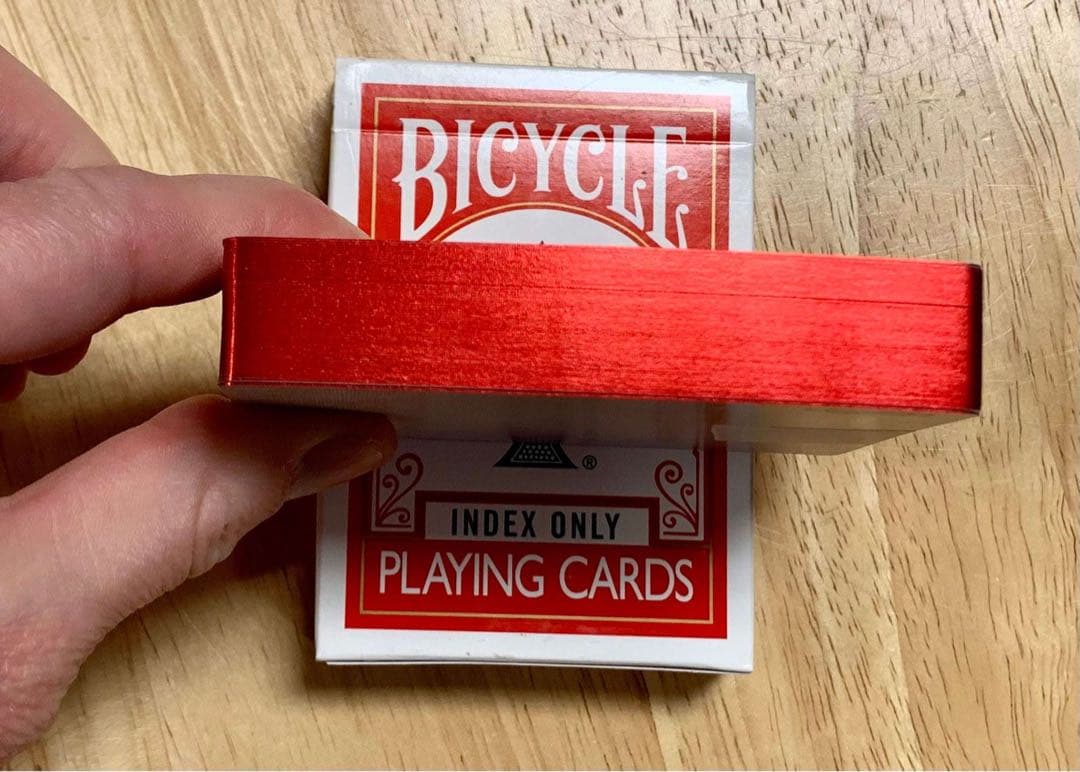 BICYCLE
®
INDEX ONLY
PLAYING CARDS